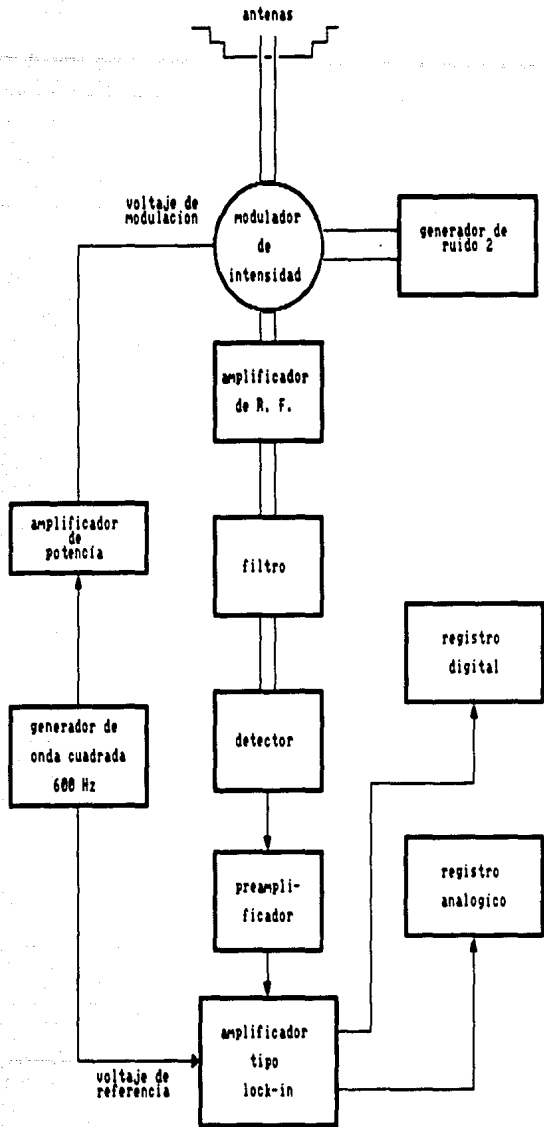 antenas
voltaje de
modulacion
modulador
de
intensidad
generador de
ruido 2
amplificador
de R. F.
amplificador
de
potencia
filtro
registro
digital
generador de
onda cuadrada
600 Hz
detector
registro
analogico
preampli-
ficador
amplificador
tipo
lock-in
voltaje de
referencia